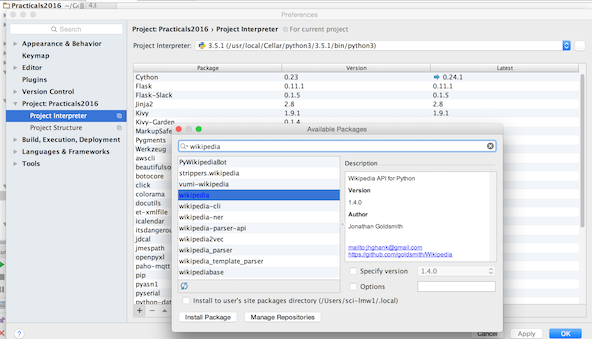 Practicals2016 ~/Goo
43
Preferences
Search
Project: Practicals2016 › Project Interpreter
For current project
Appearance & Behavior
Keymap
Editor
Plugins
Version Control
Project: Practicals2016
Project Interpreter
Project Structure
Build, Execution, Deployment
Languages & Frameworks
Tools
Project Interpreter:
3.5.1 (/usr/local/Cellar/python3/3.5.1/bin/python3)
Package Version Latest
Cython 0.23 0.24.1
Flask 0.11.1 0.11.1
Flask-Slack 0.1.5 0.1.5
Jinja2 2.8 2.8
Kivy 1.9.1 1.9.1
Kivy-Garden 0.1.4
MarkupSafe
Pygments
Werkzeug
awscli
beautifulso
botocore
click
colorama
docutils
et-xmlfile
icalendar
itsdangerou
jdcal
jmespath
openpyxl
paho-mqtt
pip
pyasn1
pyserial
python-dat
Available Packages
wikipedia
PyWikipediaBot
strippers.wikipedia
vumi-wikipedia
wikipedia
wikipedia-cli
wikipedia-ner
wikipedia-parser-api
wikipedia2vec
wikipedia_parser
wikipedia_template_parser
wikipediabase
Description
Wikipedia API for Python
Version
1.4.0
Author
Jonathan Goldsmith
mailto:jhghank@gmail.com
https://github.com/goldsmith/Wikipedia
Specify version 1.4.0
Options
Install to user's site packages directory (/Users/sci-lmw1/.local)
Install Package Manage Repositories
? Cancel Apply OK